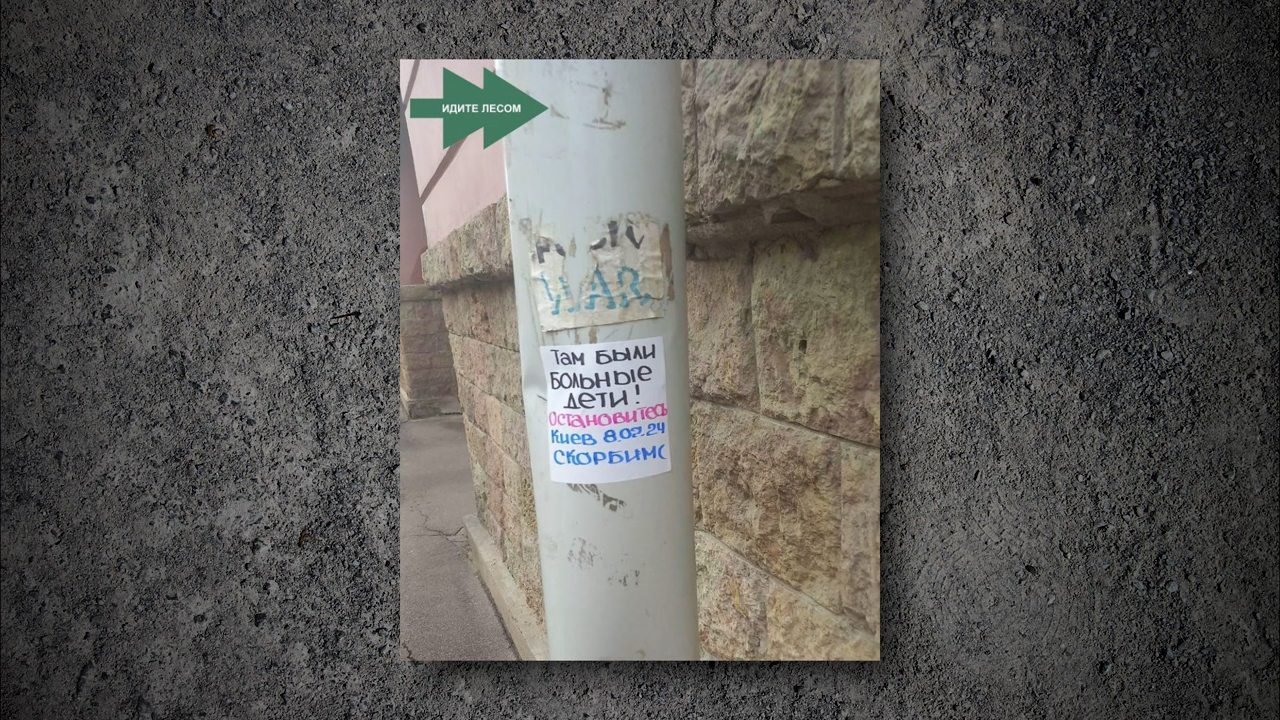 ИДИТЕ ЛЕСОМ
WAR
Там были
больные
дети!
Остановитесь
Киев 8.07.24
СКОРБИМ